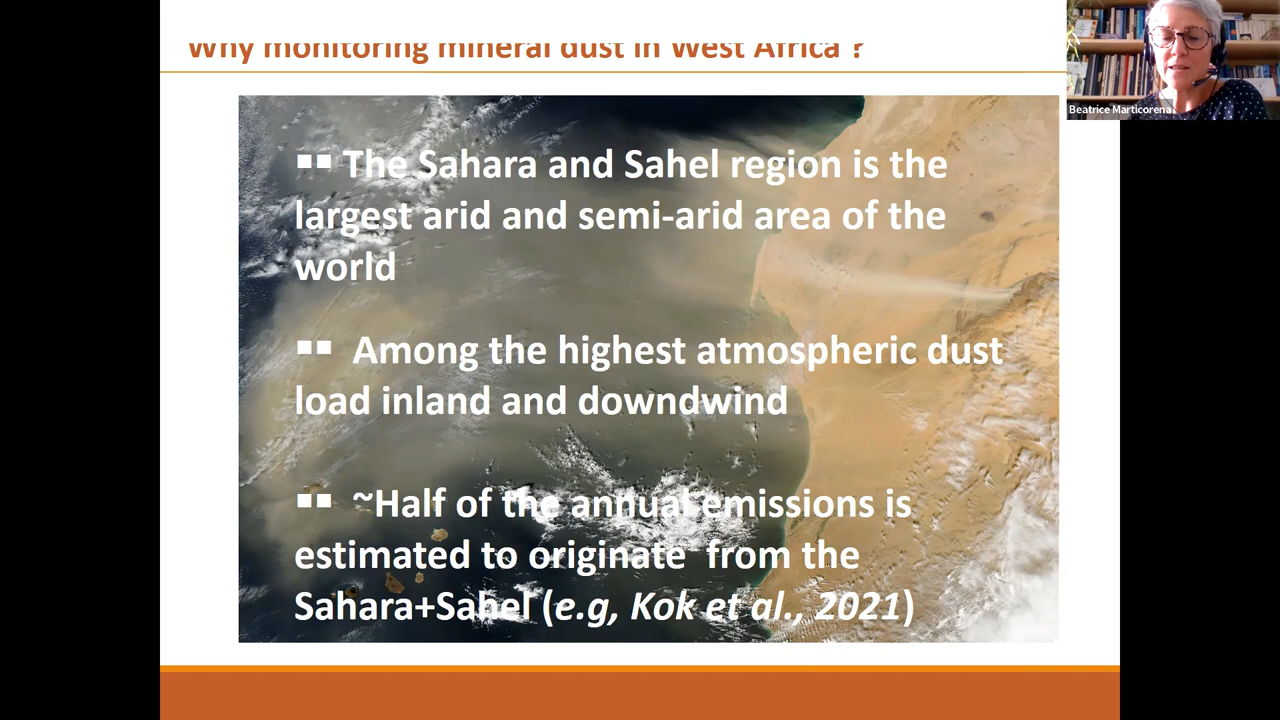 Why monitoring mineral dust in West Africa ?
Beatrice Marticorena
▪▪ The Sahara and Sahel region is the
largest arid and semi-arid area of the
world
▪▪ Among the highest atmospheric dust
load inland and downdwind
▪▪ ~Half of the annual emissions is
estimated to originate from the
Sahara+Sahel (e.g, Kok et al., 2021)